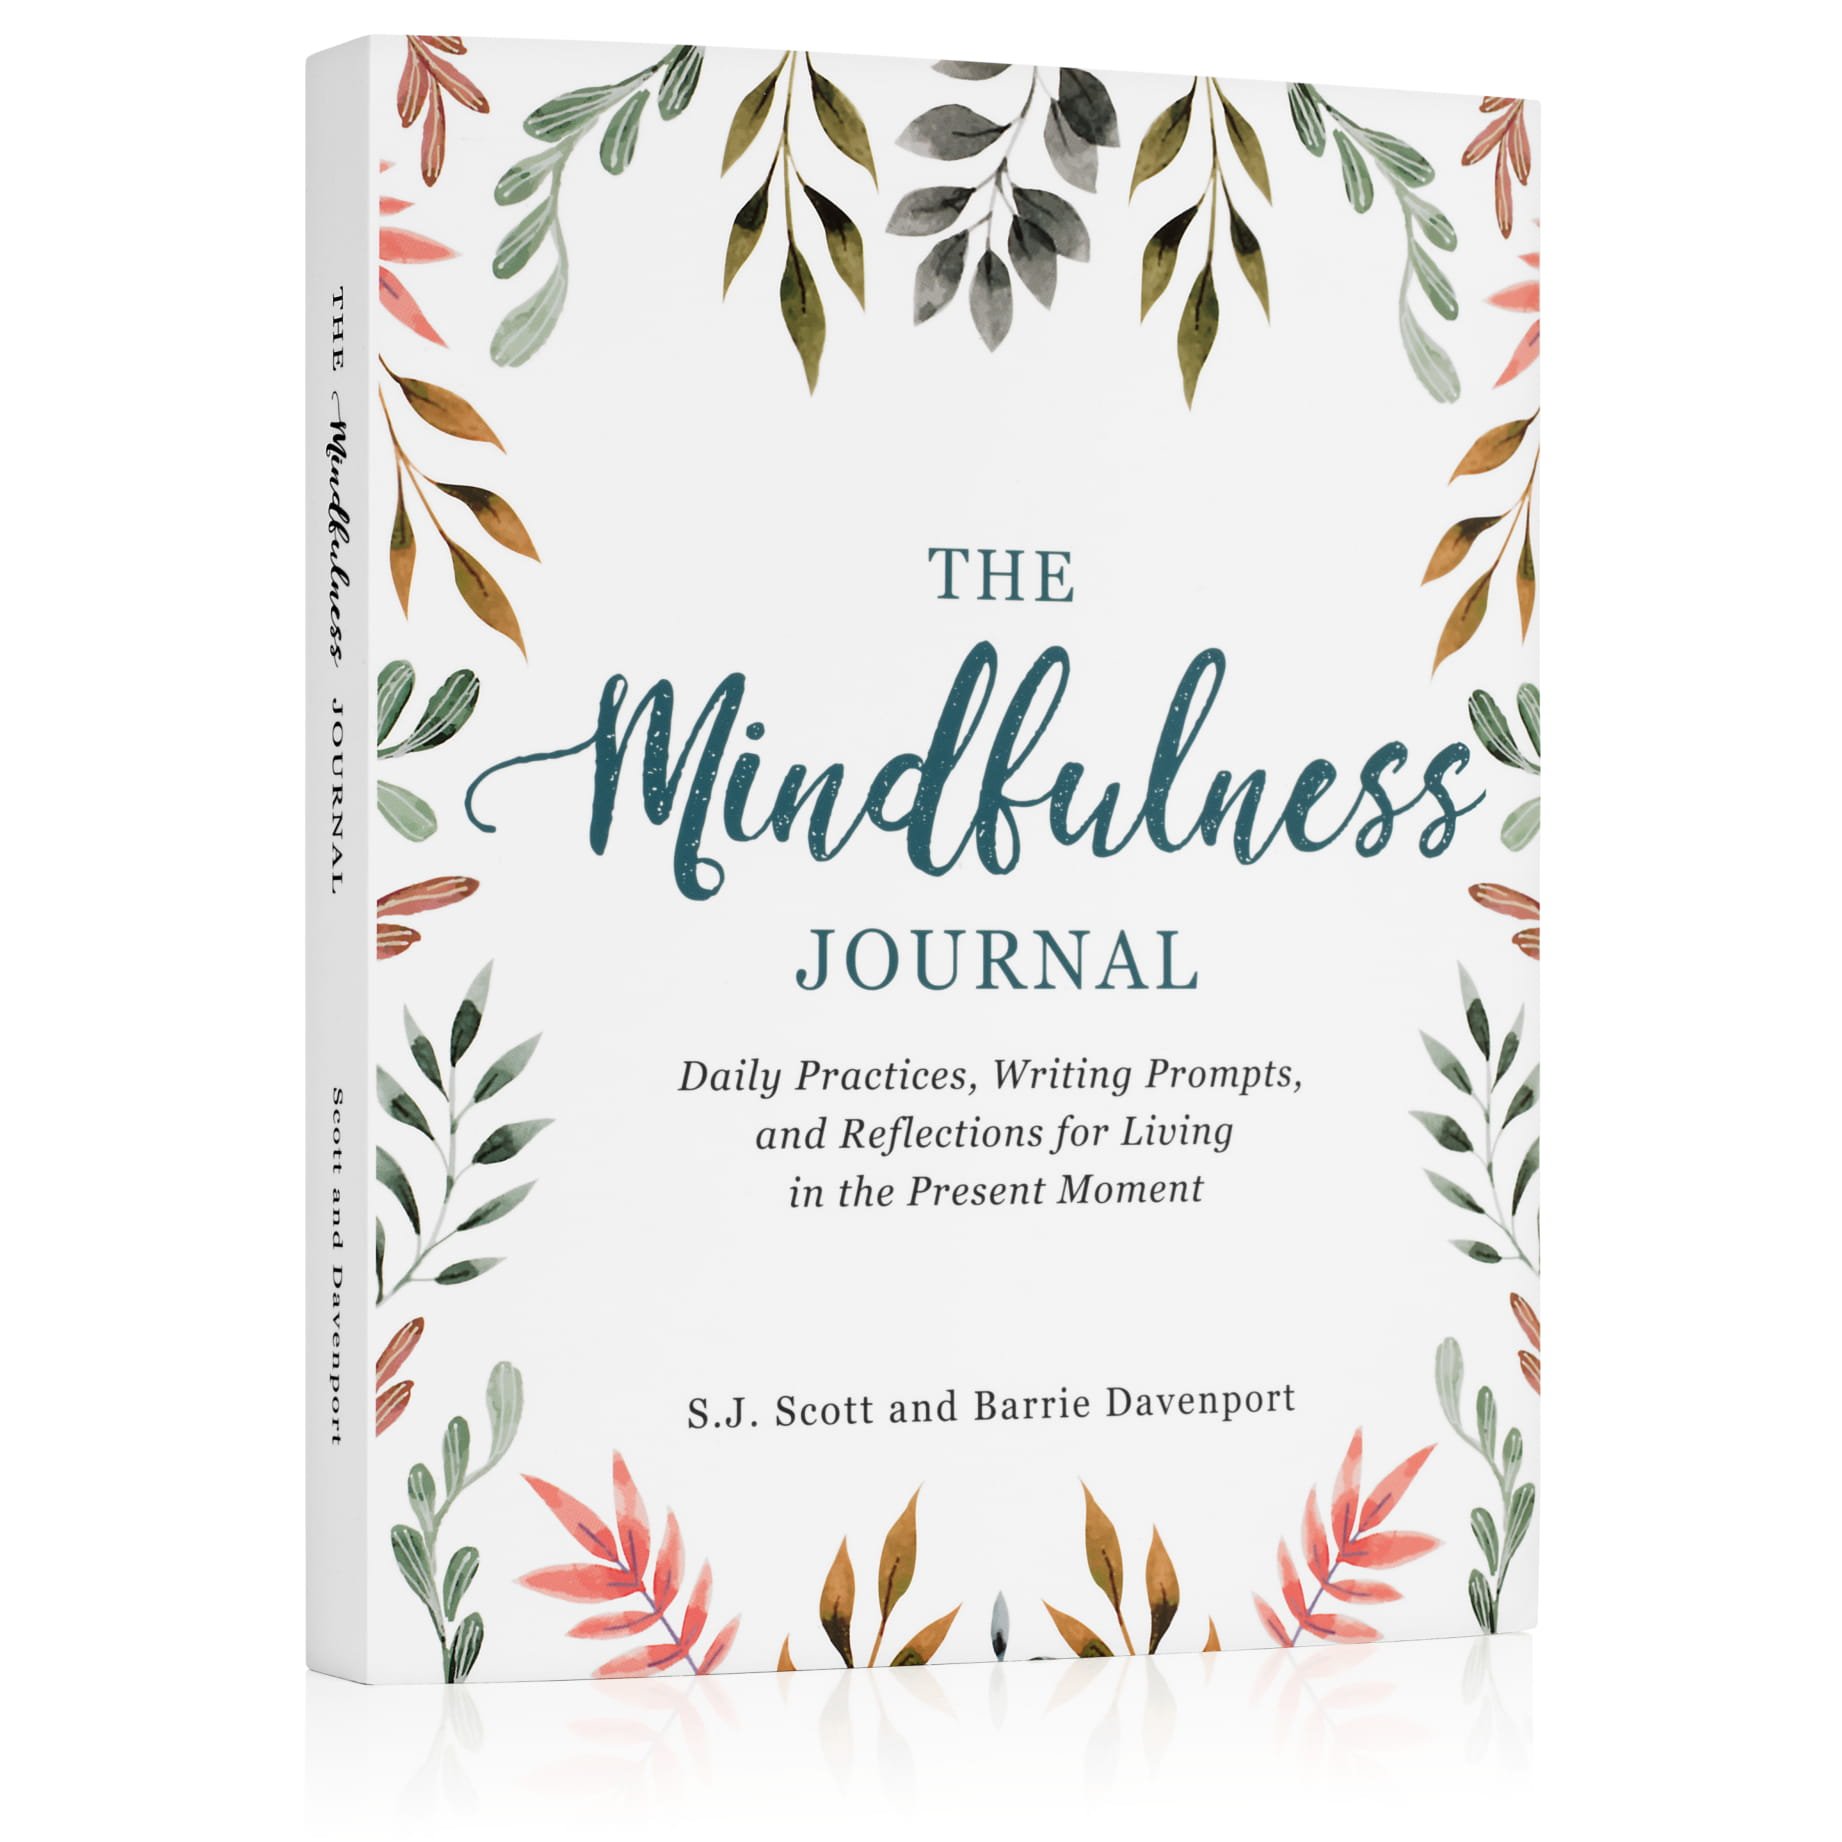 THE
Mindfulness
JOURNAL
Daily Practices, Writing Prompts,
and Reflections for Living
in the Present Moment
S.J. Scott and Barrie Davenport
THE Mindfulness JOURNAL Scott and Davenport